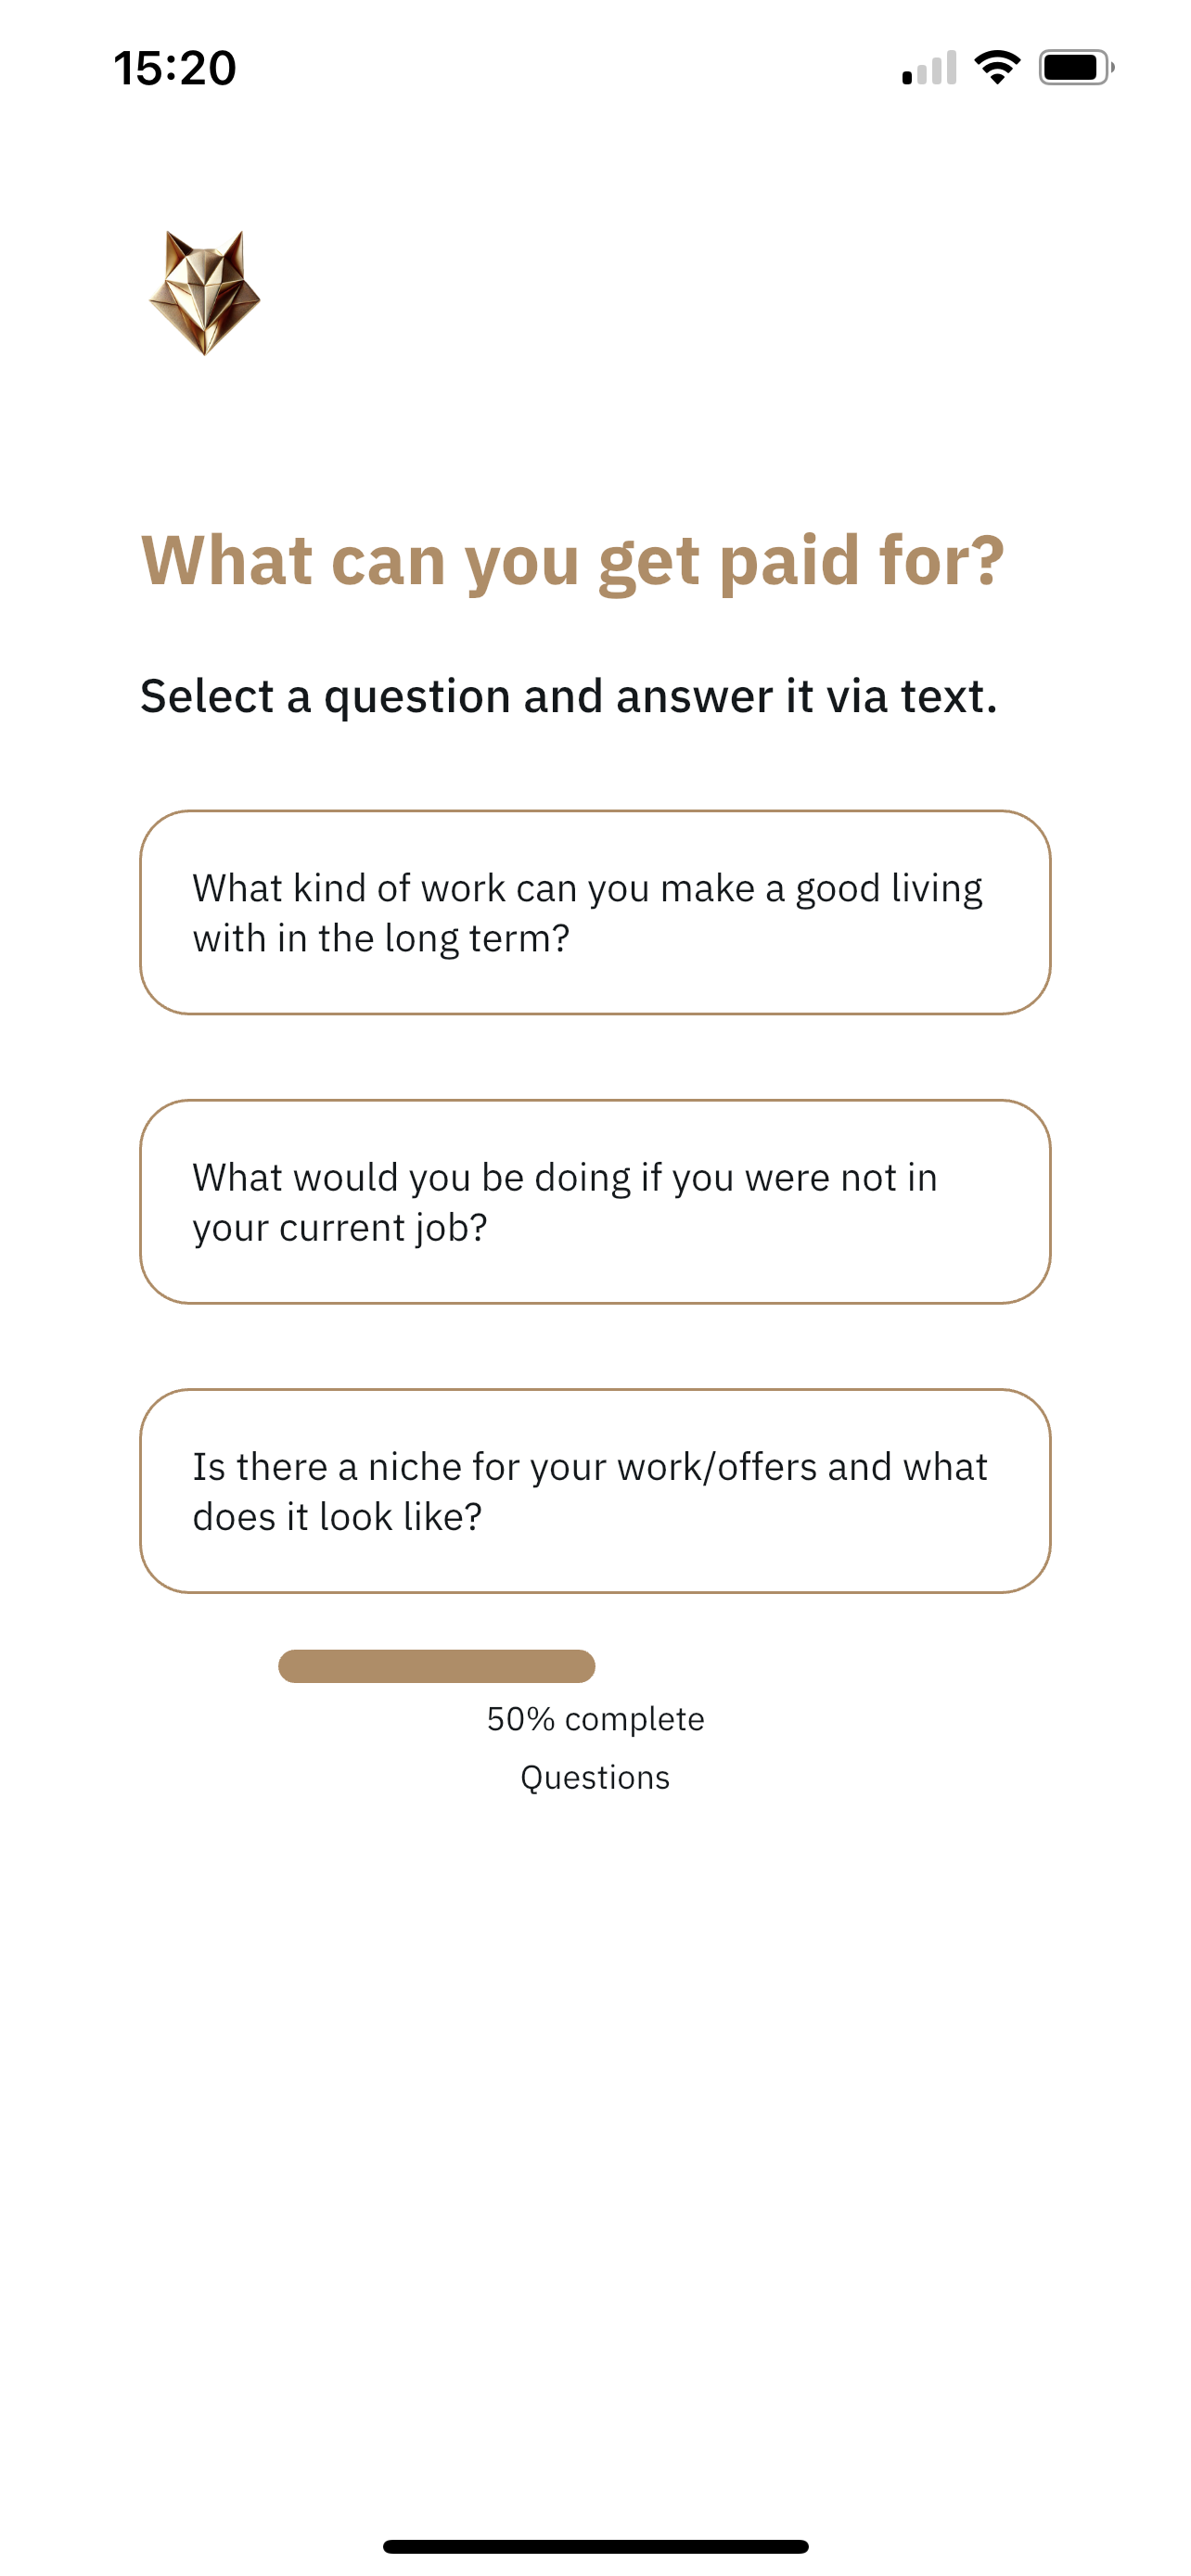 15:20
What can you get paid for?
Select a question and answer it via text.
What kind of work can you make a good living
with in the long term?
What would you be doing if you were not in
your current job?
Is there a niche for your work/offers and what
does it look like?
50% complete
Questions